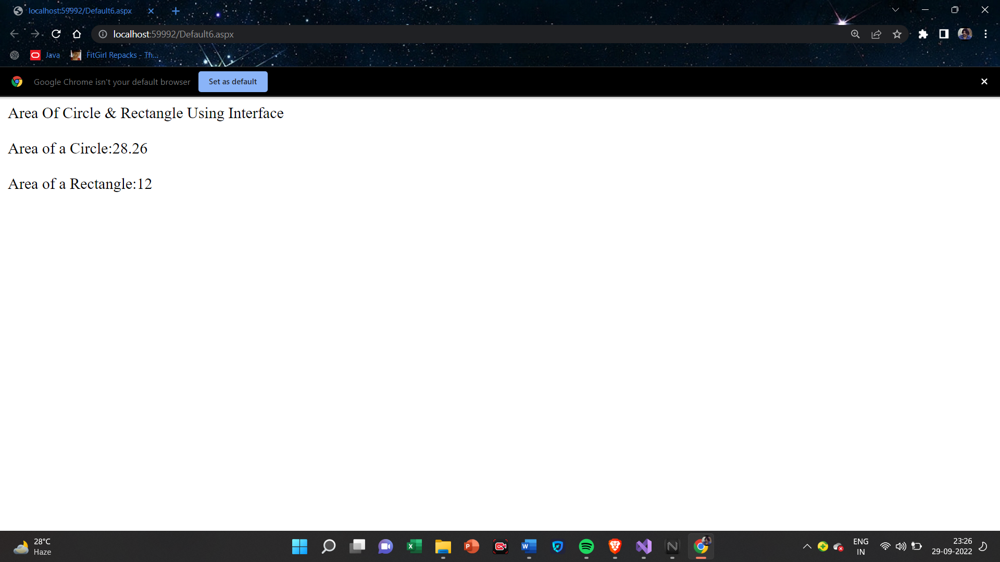 localhost:59992/Default6.aspx
localhost:59992/Default6.aspx
Java FitGirl Repacks - Th...
Google Chrome isn't your default browser Set as default
Area Of Circle & Rectangle Using Interface
Area of a Circle:28.26
Area of a Rectangle:12
28°C
Haze
ENG
IN
23:26
29-09-2022